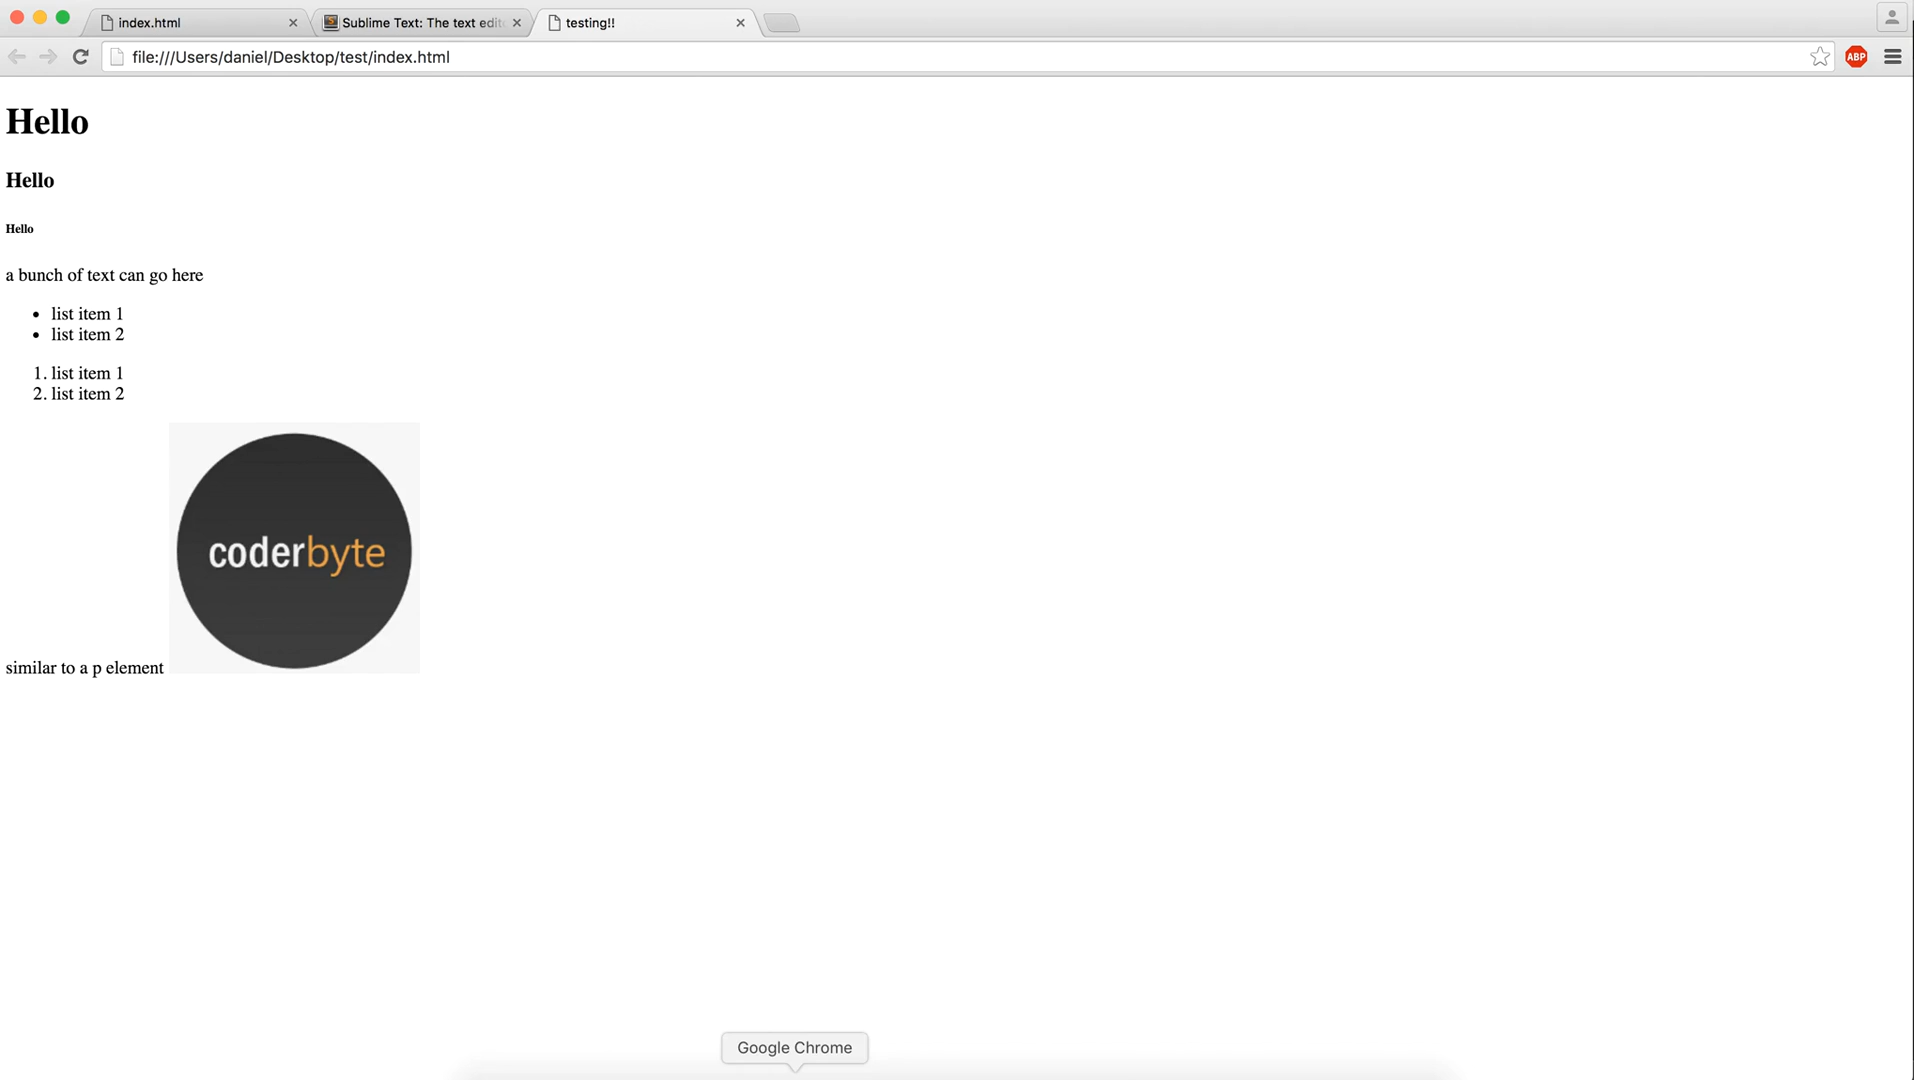 index.html
Sublime Text: The text edit
testing!!
file:///Users/daniel/Desktop/test/index.html
ABP
Hello
Hello
Hello
a bunch of text can go here
• list item 1
• list item 2
1. list item 1
2. list item 2
coderbyte
similar to a p element
Google Chrome